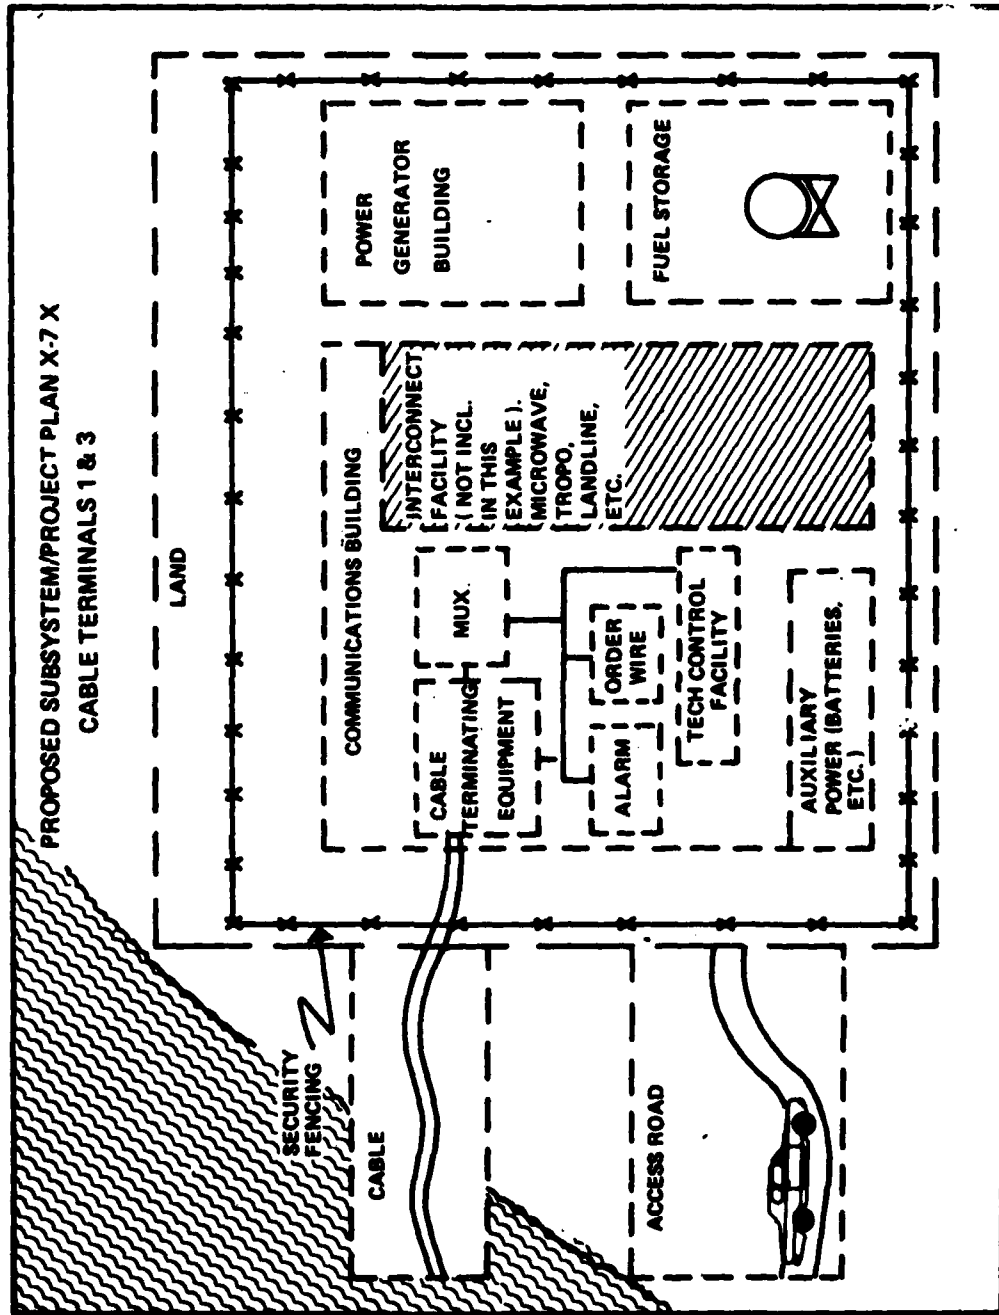 PROPOSED SUBSYSTEM/PROJECT PLAN X-7 X
CABLE TERMINALS 1 & 3
LAND
SECURITY
FENCING
CABLE
ACCESS ROAD
COMMUNICATIONS BUILDING
CABLE
TERMINATING
EQUIPMENT
MUX.
ALARM
ORDER
WIRE
TECH CONTROL
FACILITY
AUXILIARY
POWER (BATTERIES,
ETC.)
INTERCONNECT
FACILITY
(NOT INCL.
IN THIS
EXAMPLE).
MICROWAVE,
TROPO,
LANDLINE,
ETC.
POWER
GENERATOR
BUILDING
FUEL STORAGE